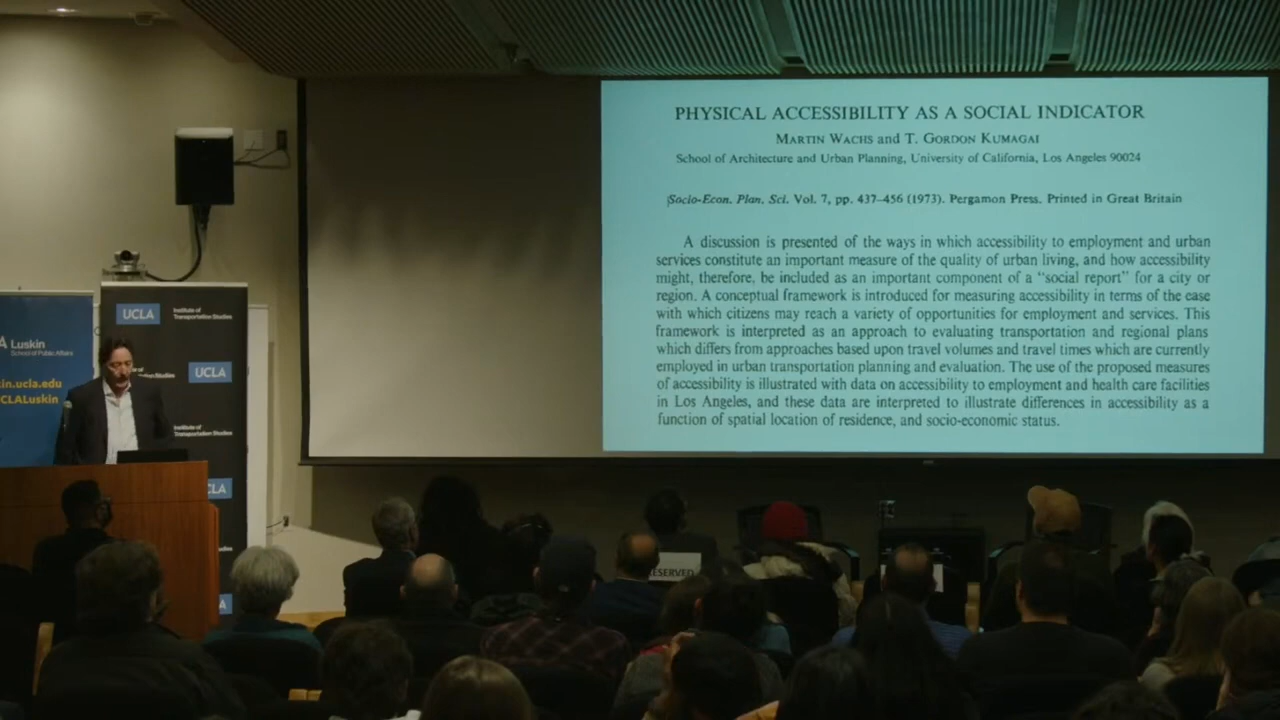 PHYSICAL ACCESSIBILITY AS A SOCIAL INDICATOR
MARTIN WACHS and T. GORDON KUMAGAI
School of Architecture and Urban Planning, University of California, Los Angeles 90024
Socio-Econ. Plan. Sci. Vol. 7, pp. 437–456 (1973). Pergamon Press. Printed in Great Britain
A discussion is presented of the ways in which accessibility to employment and urban
services constitute an important measure of the quality of urban living, and how accessibility
might, therefore, be included as an important component of a “social report” for a city or
region. A conceptual framework is introduced for measuring accessibility in terms of the ease
with which citizens may reach a variety of opportunities for employment and services. This
framework is interpreted as an approach to evaluating transportation and regional plans
which differs from approaches based upon travel volumes and travel times which are currently
employed in urban transportation planning and evaluation. The use of the proposed measures
of accessibility is illustrated with data on accessibility to employment and health care facilities
in Los Angeles, and these data are interpreted to illustrate differences in accessibility as a
function of spatial location of residence, and socio-economic status.
UCLA
Institute of
Transportation Studies
A Luskin
School of Public Affairs
kin.ucla.edu
CLALuskin
UCLA
Institute of
Transportation Studies
CLA
A
RESERVED